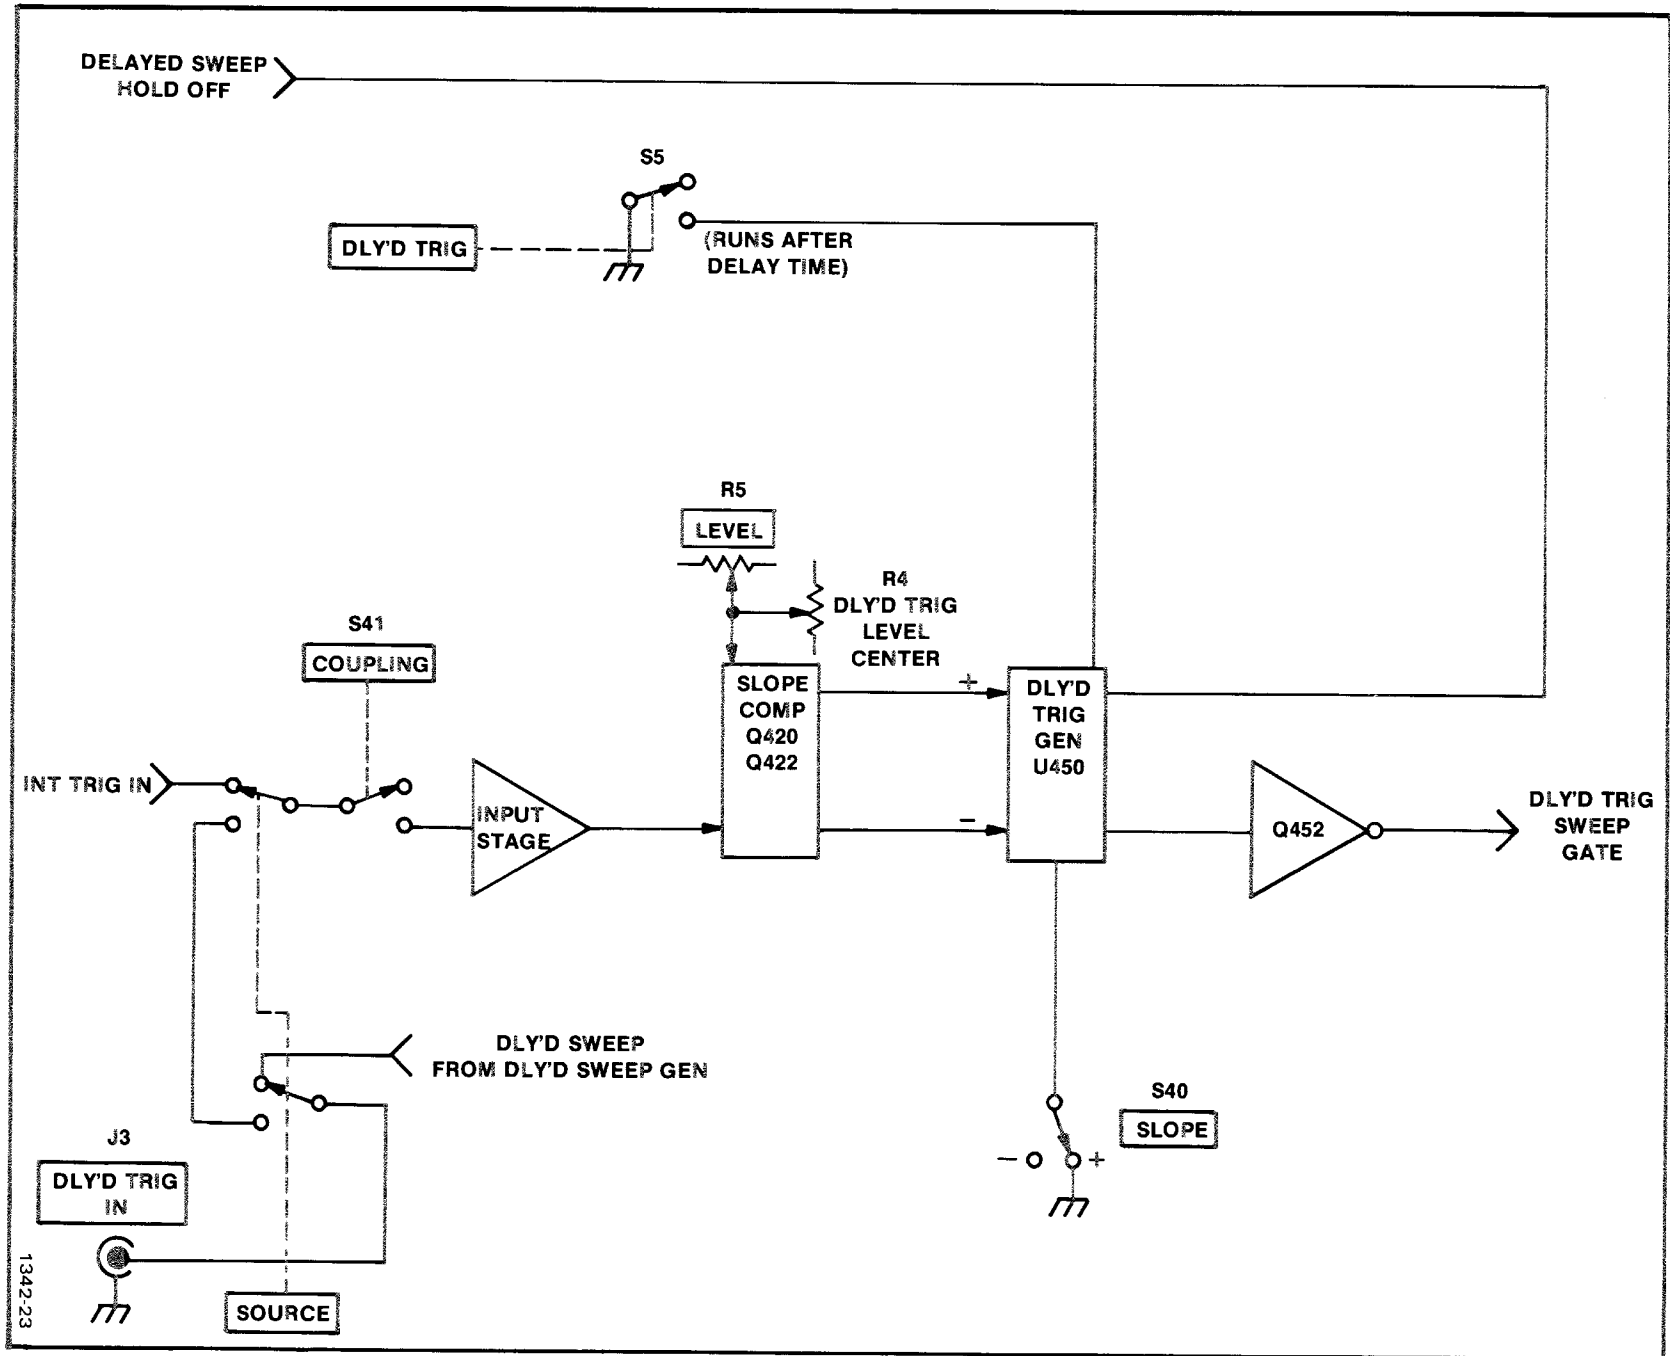 DELAYED SWEEP
HOLD OFF
S5
DLY'D TRIG
(RUNS AFTER
DELAY TIME)
R5
LEVEL
R4
DLY'D TRIG
LEVEL
CENTER
S41
COUPLING
SLOPE
COMP
Q420
Q422
+
DLY'D
TRIG
GEN
U450
INT TRIG IN
INPUT
STAGE
-
Q452
DLY'D TRIG
SWEEP
GATE
DLY'D SWEEP
FROM DLY'D SWEEP GEN
S40
SLOPE
- +
J3
DLY'D TRIG
IN
SOURCE
1342-23